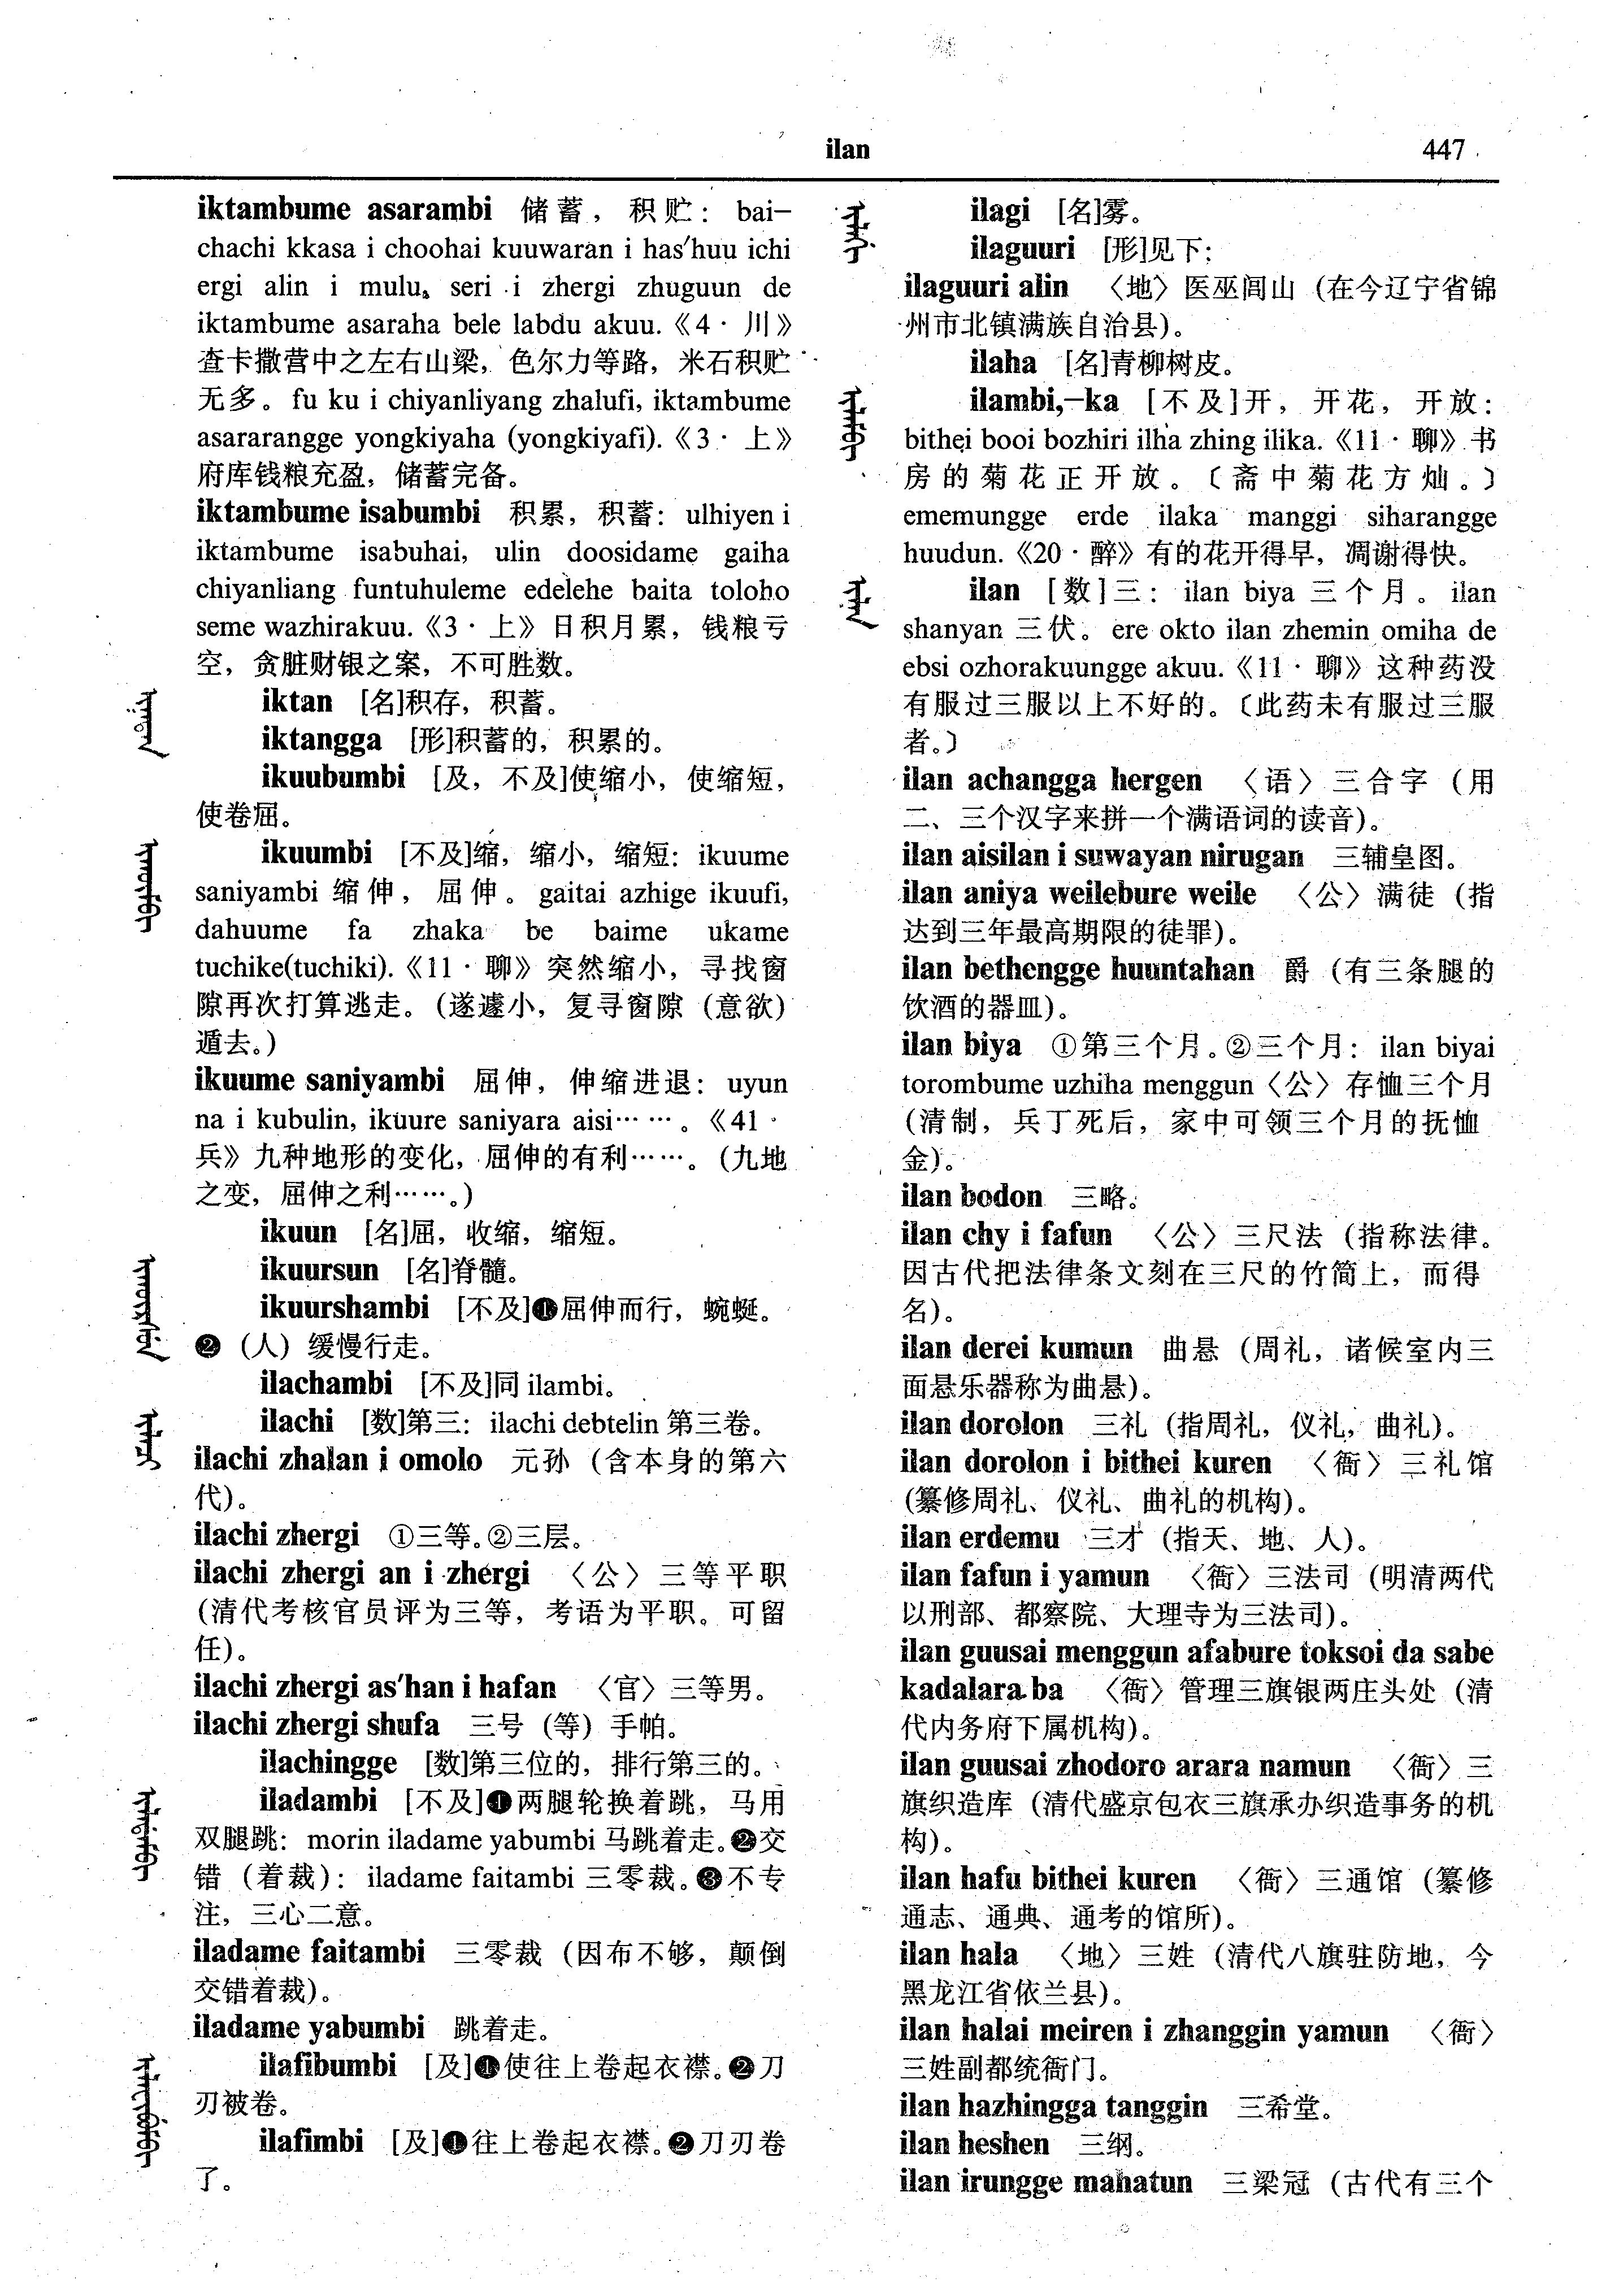 ilan
447
iktambume asarambi 储蓄，积贮：bai-
chachi kkasa i choohai kuuwaran i has'huu ichi
ergi alin i mulu, seri i zhergi zhuguun de
iktambume asaraha bele labdu akuu.《4·川》
查卡撒营中之左右山梁，色尔力等路，米石积贮
无多。fu ku i chiyanliyang zhalufi, iktambume
asararangge yongkiyaha (yongkiyafi).《3·上》
府库钱粮充盈，储蓄完备。
iktambume isabumbi 积累，积蓄：ulhiyen i
iktambume isabuhai, ulin doosidame gaiha
chiyanliang funtuhuleme edelehe baita toloho
seme wazhirakuu.《3·上》日积月累，钱粮亏
空，贪脏财银之案，不可胜数。
iktan [名]积存，积蓄。
iktangga [形]积蓄的，积累的。
ikuubumbi [及，不及]使缩小，使缩短，
使卷屈。
ikuumbi [不及]缩，缩小，缩短：ikuume
saniyambi 缩伸，屈伸。gaitai azhige ikuufi,
dahuume fa zhaka be baime ukame
tuchike(tuchiki).《11·聊》突然缩小，寻找窗
隙再次打算逃走。(遂遽小，复寻窗隙（意欲）
遁去。)
ikuume saniyambi 屈伸，伸缩进退：uyun
na i kubulin, ikuure saniyara aisi……。《41·
兵》九种地形的变化，屈伸的有利……。(九地
之变，屈伸之利……。)
ikuun [名]屈，收缩，缩短。
ikuursun [名]脊髓。
ikuurshambi [不及]❶屈伸而行，蜿蜒。
❷（人）缓慢行走。
ilachambi [不及]同 ilambi。
ilachi [数]第三：ilachi debtelin 第三卷。
ilachi zhalan i omolo 元孙（含本身的第六
代）。
ilachi zhergi ①三等。②三层。
ilachi zhergi an i zhergi 〈公〉三等平职
（清代考核官员评为三等，考语为平职。可留
任）。
ilachi zhergi as'han i hafan 〈官〉三等男。
ilachi zhergi shufa 三号（等）手帕。
ilachingge [数]第三位的，排行第三的。
iladambi [不及]❶两腿轮换着跳，马用
双腿跳：morin iladame yabumbi 马跳着走。❷交
错（着裁）：iladame faitambi 三零裁。❸不专
注，三心二意。
iladame faitambi 三零裁（因布不够，颠倒
交错着裁）。
iladame yabumbi 跳着走。
ilafibumbi [及]❶使往上卷起衣襟。❷刀
刃被卷。
ilafimbi [及]❶往上卷起衣襟。❷刀刃卷
了。
ilagi [名]雾。
ilaguuri [形]见下：
ilaguuri alin 〈地〉医巫闾山（在今辽宁省锦
州市北镇满族自治县）。
ilaha [名]青柳树皮。
ilambi,-ka [不及]开，开花，开放：
bithei booi bozhiri ilha zhing ilika.《11·聊》书
房的菊花正开放。〔斋中菊花方灿。〕
ememungge erde ilaka manggi siharangge
huudun.《20·醉》有的花开得早，凋谢得快。
ilan [数]三：ilan biya 三个月。ilan
shanyan 三伏。ere okto ilan zhemin omiha de
ebsi ozhorakuungge akuu.《11·聊》这种药没
有服过三服以上不好的。〔此药未有服过三服
者。〕
ilan achangga hergen 〈语〉三合字（用
二、三个汉字来拼一个满语词的读音）。
ilan aisilan i suwayan nirugan 三辅皇图。
ilan aniya weilebure weile 〈公〉满徒（指
达到三年最高期限的徒罪）。
ilan bethengge huuntahan 爵（有三条腿的
饮酒的器皿）。
ilan biya ①第三个月。②三个月：ilan biyai
torombume uzhiha menggun〈公〉存恤三个月
（清制，兵丁死后，家中可领三个月的抚恤
金）。
ilan bodon 三略。
ilan chy i fafun 〈公〉三尺法（指称法律。
因古代把法律条文刻在三尺的竹简上，而得
名）。
ilan derei kumun 曲悬（周礼，诸候室内三
面悬乐器称为曲悬）。
ilan dorolon 三礼（指周礼，仪礼，曲礼）。
ilan dorolon i bithei kuren 〈衙〉三礼馆
（纂修周礼、仪礼、曲礼的机构）。
ilan erdemu 三才（指天、地、人）。
ilan fafun i yamun 〈衙〉三法司（明清两代
以刑部、都察院、大理寺为三法司）。
ilan guusai menggun afabure toksoi da sabe
kadalara ba 〈衙〉管理三旗银两庄头处（清
代内务府下属机构）。
ilan guusai zhodoro arara namun 〈衙〉三
旗织造库（清代盛京包衣三旗承办织造事务的机
构）。
ilan hafu bithei kuren 〈衙〉三通馆（纂修
通志、通典、通考的馆所）。
ilan hala 〈地〉三姓（清代八旗驻防地，今
黑龙江省依兰县）。
ilan halai meiren i zhanggin yamun 〈衙〉
三姓副都统衙门。
ilan hazhingga tanggin 三希堂。
ilan heshen 三纲。
ilan irungge mahatun 三梁冠（古代有三个